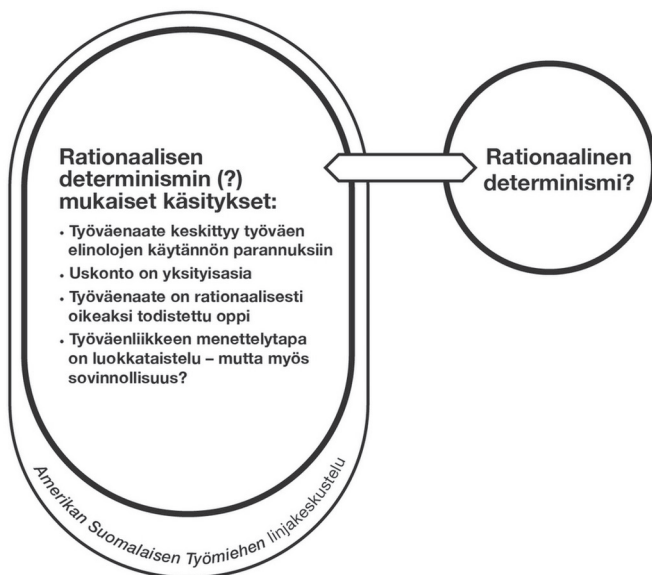 Rationaalisen
determinismin (?)
mukaiset käsitykset:
• Työväenaate keskittyy työväen
elinolojen käytännön parannuksiin
• Uskonto on yksityisasia
• Työväenaate on rationaalisesti
oikeaksi todistettu oppi
• Työväenliikkeen menettelytapa
on luokkataistelu – mutta myös
sovinnollisuus?
Amerikan Suomalaisen Työmiehen linjakeskustelu
Rationaalinen
determinismi?